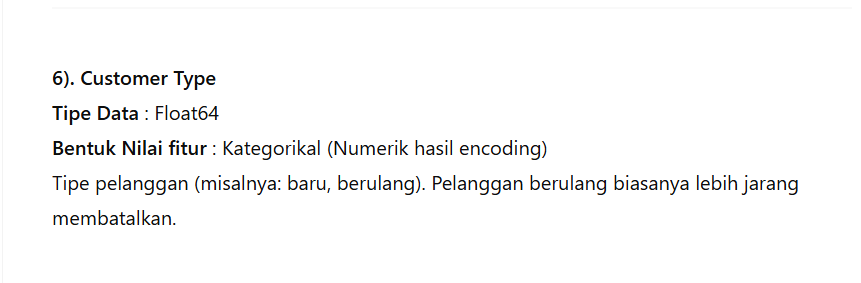 6). Customer Type
Tipe Data : Float64
Bentuk Nilai fitur : Kategorikal (Numerik hasil encoding)
Tipe pelanggan (misalnya: baru, berulang). Pelanggan berulang biasanya lebih jarang
membatalkan.